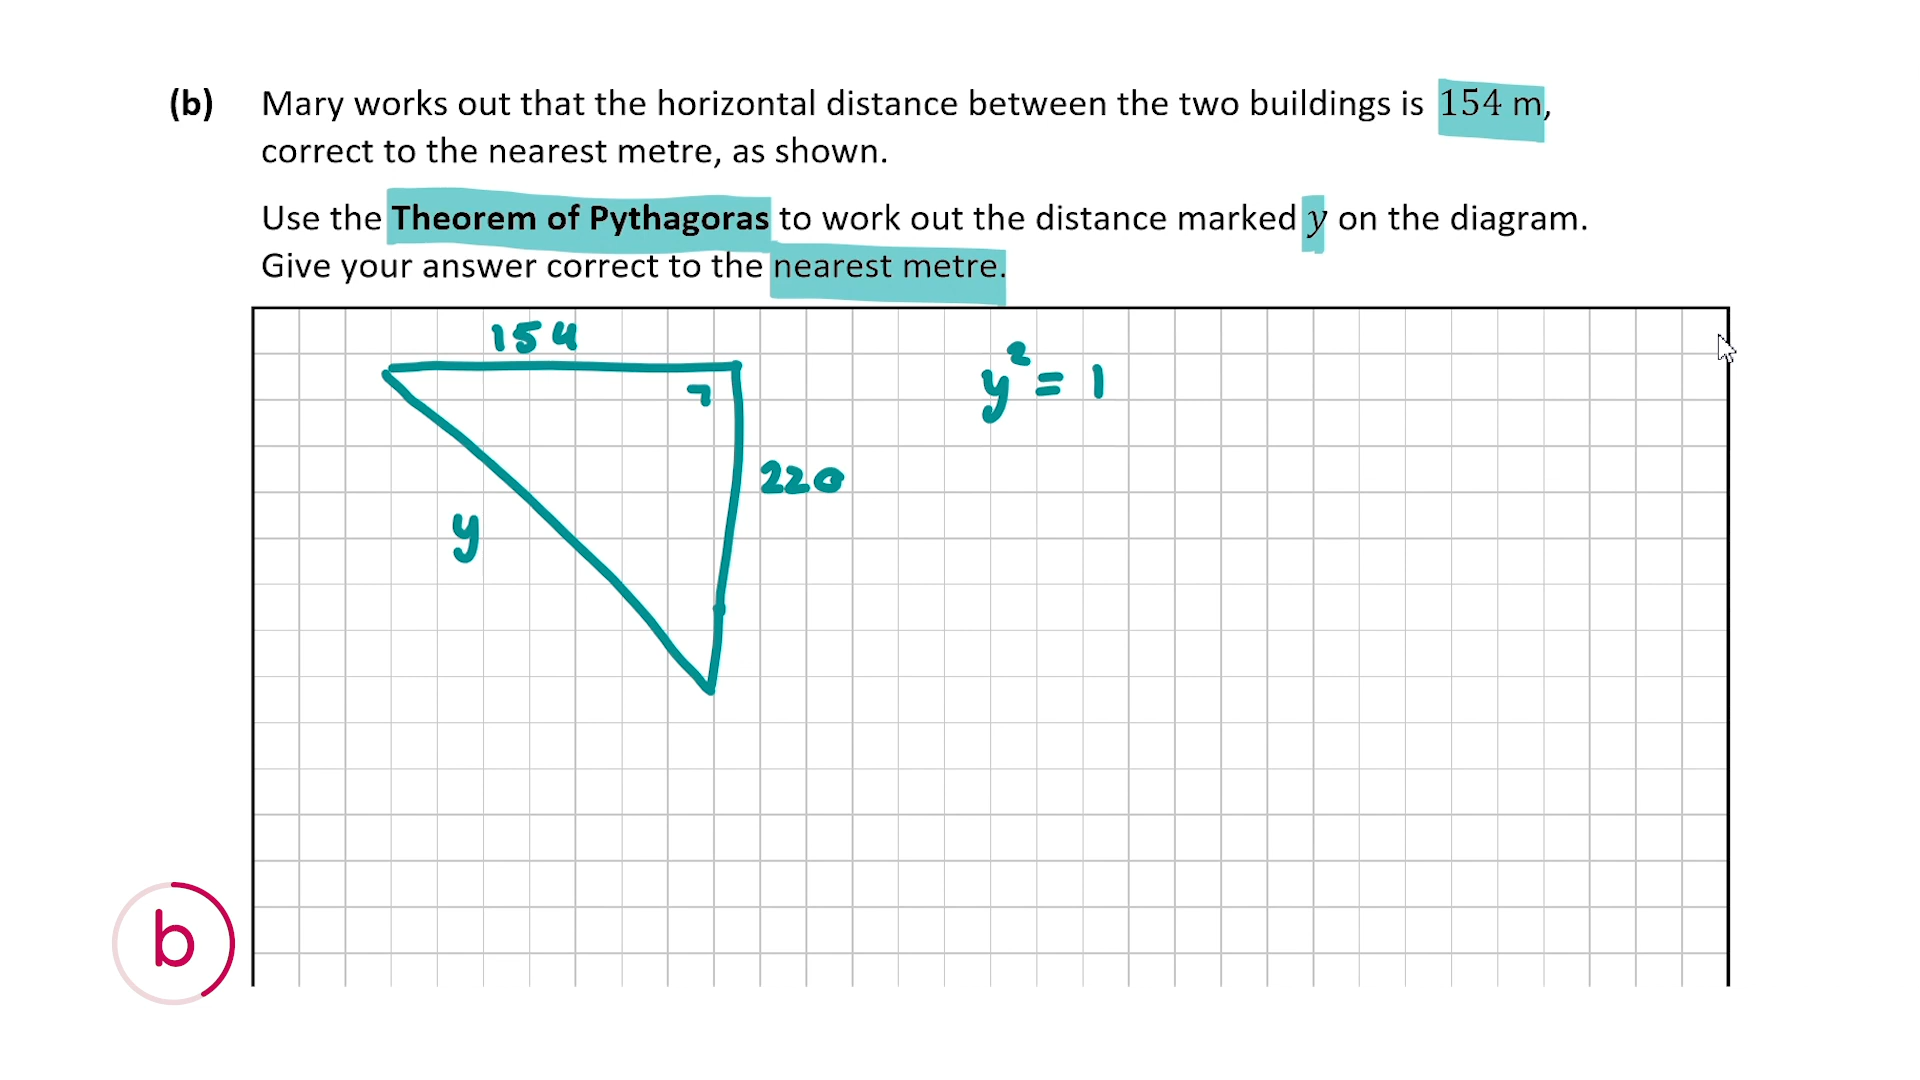 (b) Mary works out that the horizontal distance between the two buildings is 154 m,
correct to the nearest metre, as shown.
Use the Theorem of Pythagoras to work out the distance marked y on the diagram.
Give your answer correct to the nearest metre.
154
y² = 1
220
y
b